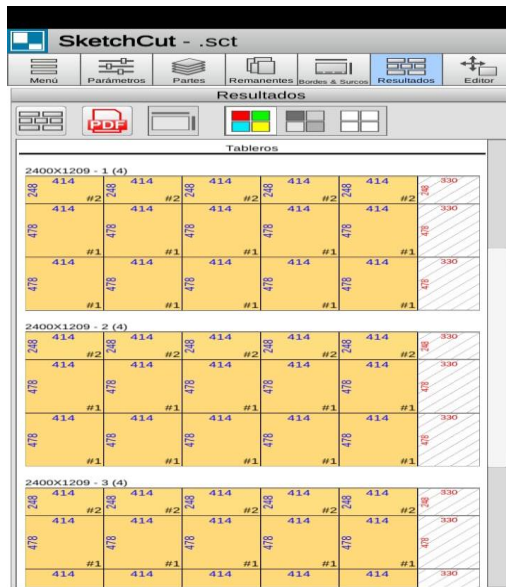 SketchCut - .sct
Menú Parámetros Partes Remanentes Bordes & Surcos Resultados Editor
Resultados
PDF
Tableros
2400X1209 - 1 (4)
248 414 #2 248 414 #2 248 414 #2 248 414 #2 248 414 #2 248 330
478 414 #1 478 414 #1 478 414 #1 478 414 #1 478 414 #1 478 330
478 414 #1 478 414 #1 478 414 #1 478 414 #1 478 414 #1 478 330
2400X1209 - 2 (4)
248 414 #2 248 414 #2 248 414 #2 248 414 #2 248 414 #2 248 330
478 414 #1 478 414 #1 478 414 #1 478 414 #1 478 414 #1 478 330
478 414 #1 478 414 #1 478 414 #1 478 414 #1 478 414 #1 478 330
2400X1209 - 3 (4)
248 414 #2 248 414 #2 248 414 #2 248 414 #2 248 414 #2 248 330
478 414 #1 478 414 #1 478 414 #1 478 414 #1 478 414 #1 478 330
414 414 414 414 414 330